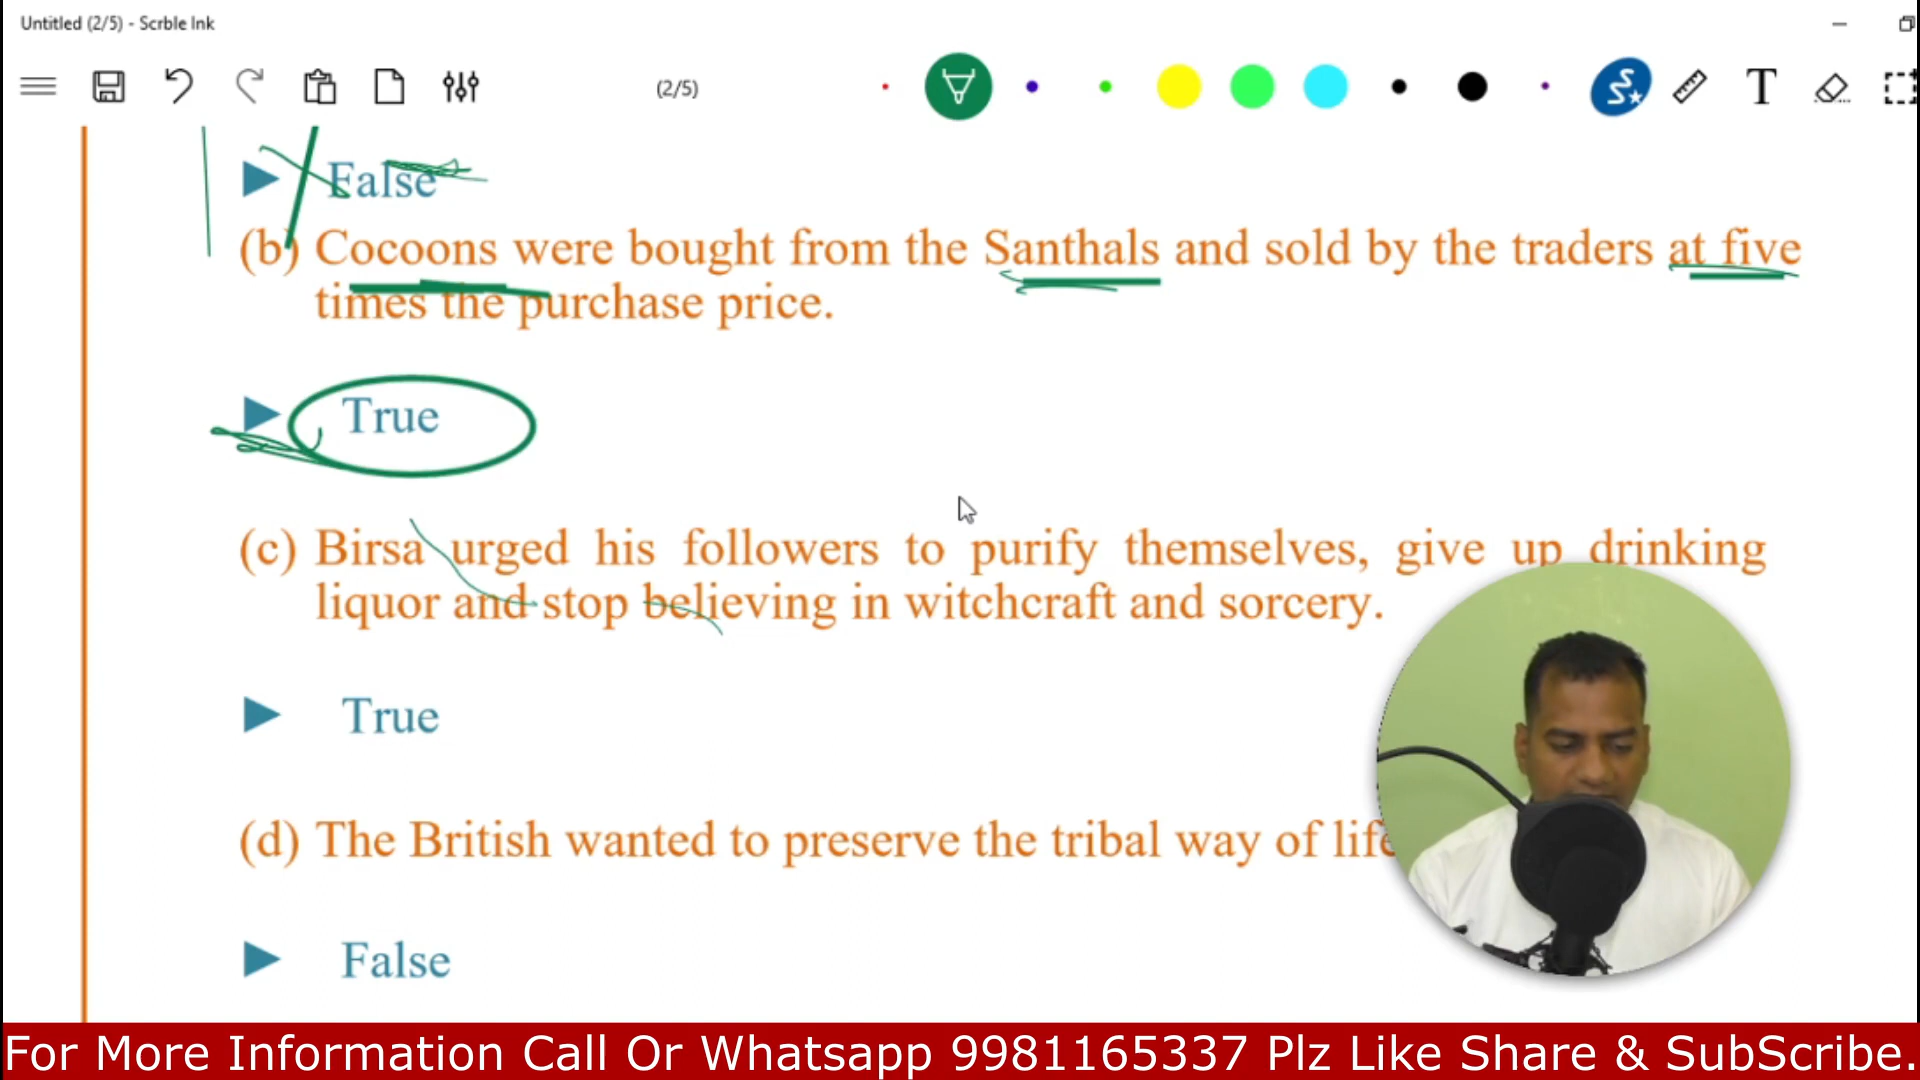 Untitled (2/5) - Scrble Ink
(2/5)
T
False
(b) Cocoons were bought from the Santhals and sold by the traders at five
times the purchase price.
True
(c) Birsa urged his followers to purify themselves, give up drinking
liquor and stop believing in witchcraft and sorcery.
True
(d) The British wanted to preserve the tribal way of life
False
For More Information Call Or Whatsapp 9981165337 Plz Like Share & SubScribe.